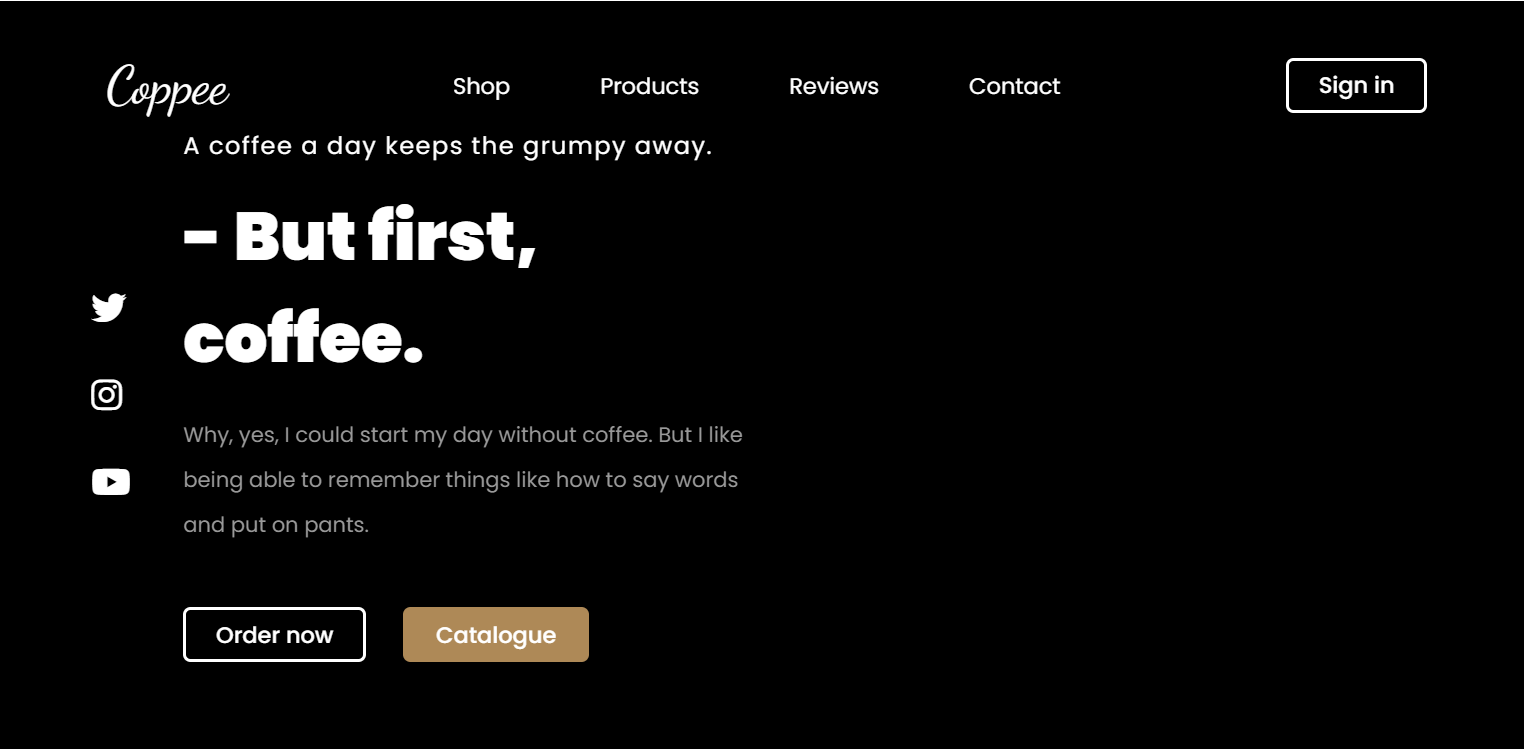 Coppee
Shop
Products
Reviews
Contact
Sign in
A coffee a day keeps the grumpy away.
- But first,
coffee.
Why, yes, I could start my day without coffee. But I like
being able to remember things like how to say words
and put on pants.
Order now
Catalogue